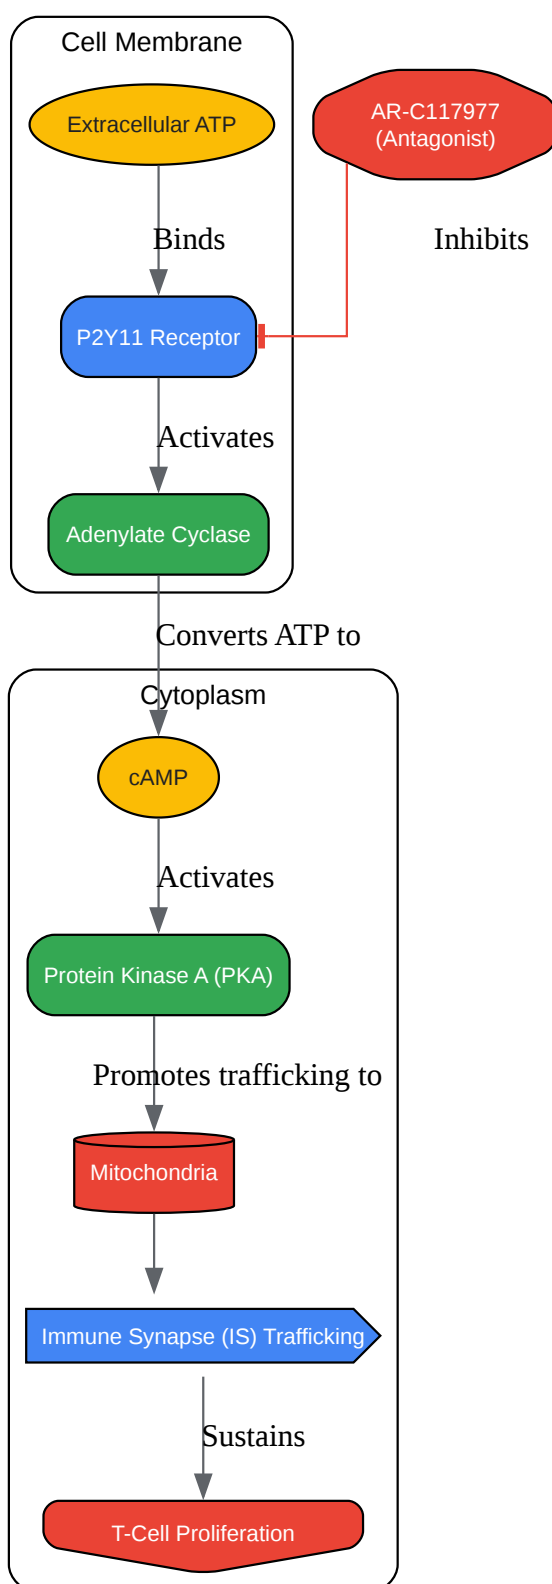 Cell Membrane
Extracellular ATP
AR-C117977
(Antagonist)
Binds
Inhibits
P2Y11 Receptor
Activates
Adenylate Cyclase
Converts ATP to
Cytoplasm
cAMP
Activates
Protein Kinase A (PKA)
Promotes trafficking to
Mitochondria
Immune Synapse (IS) Trafficking
Sustains
T-Cell Proliferation